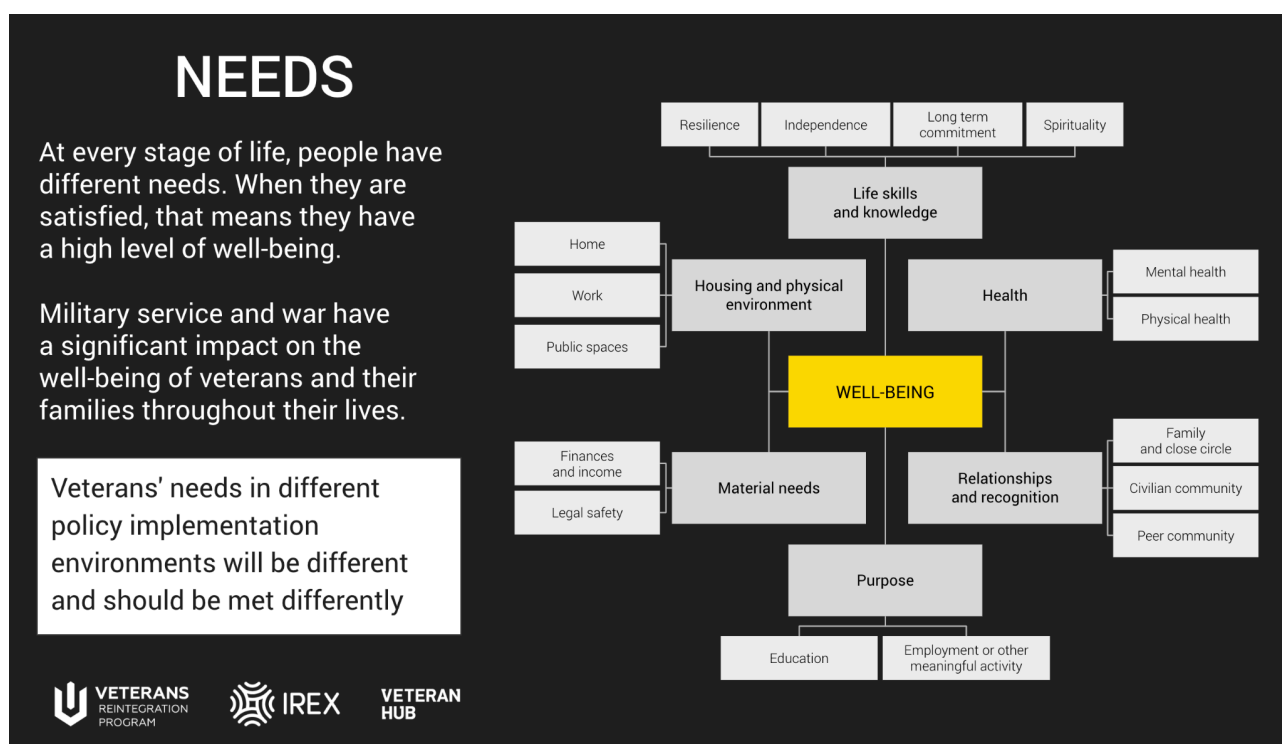 NEEDS
At every stage of life, people have
different needs. When they are
satisfied, that means they have
a high level of well-being.
Military service and war have
a significant impact on the
well-being of veterans and their
families throughout their lives.
Veterans' needs in different
policy implementation
environments will be different
and should be met differently
VETERANS
REINTEGRATION
PROGRAM
IREX
VETERAN
HUB
Resilience
Independence
Long term
commitment
Spirituality
Life skills
and knowledge
Home
Work
Public spaces
Housing and physical
environment
Health
Mental health
Physical health
WELL-BEING
Finances
and income
Legal safety
Material needs
Relationships
and recognition
Family
and close circle
Civilian community
Peer community
Purpose
Education
Employment or other
meaningful activity